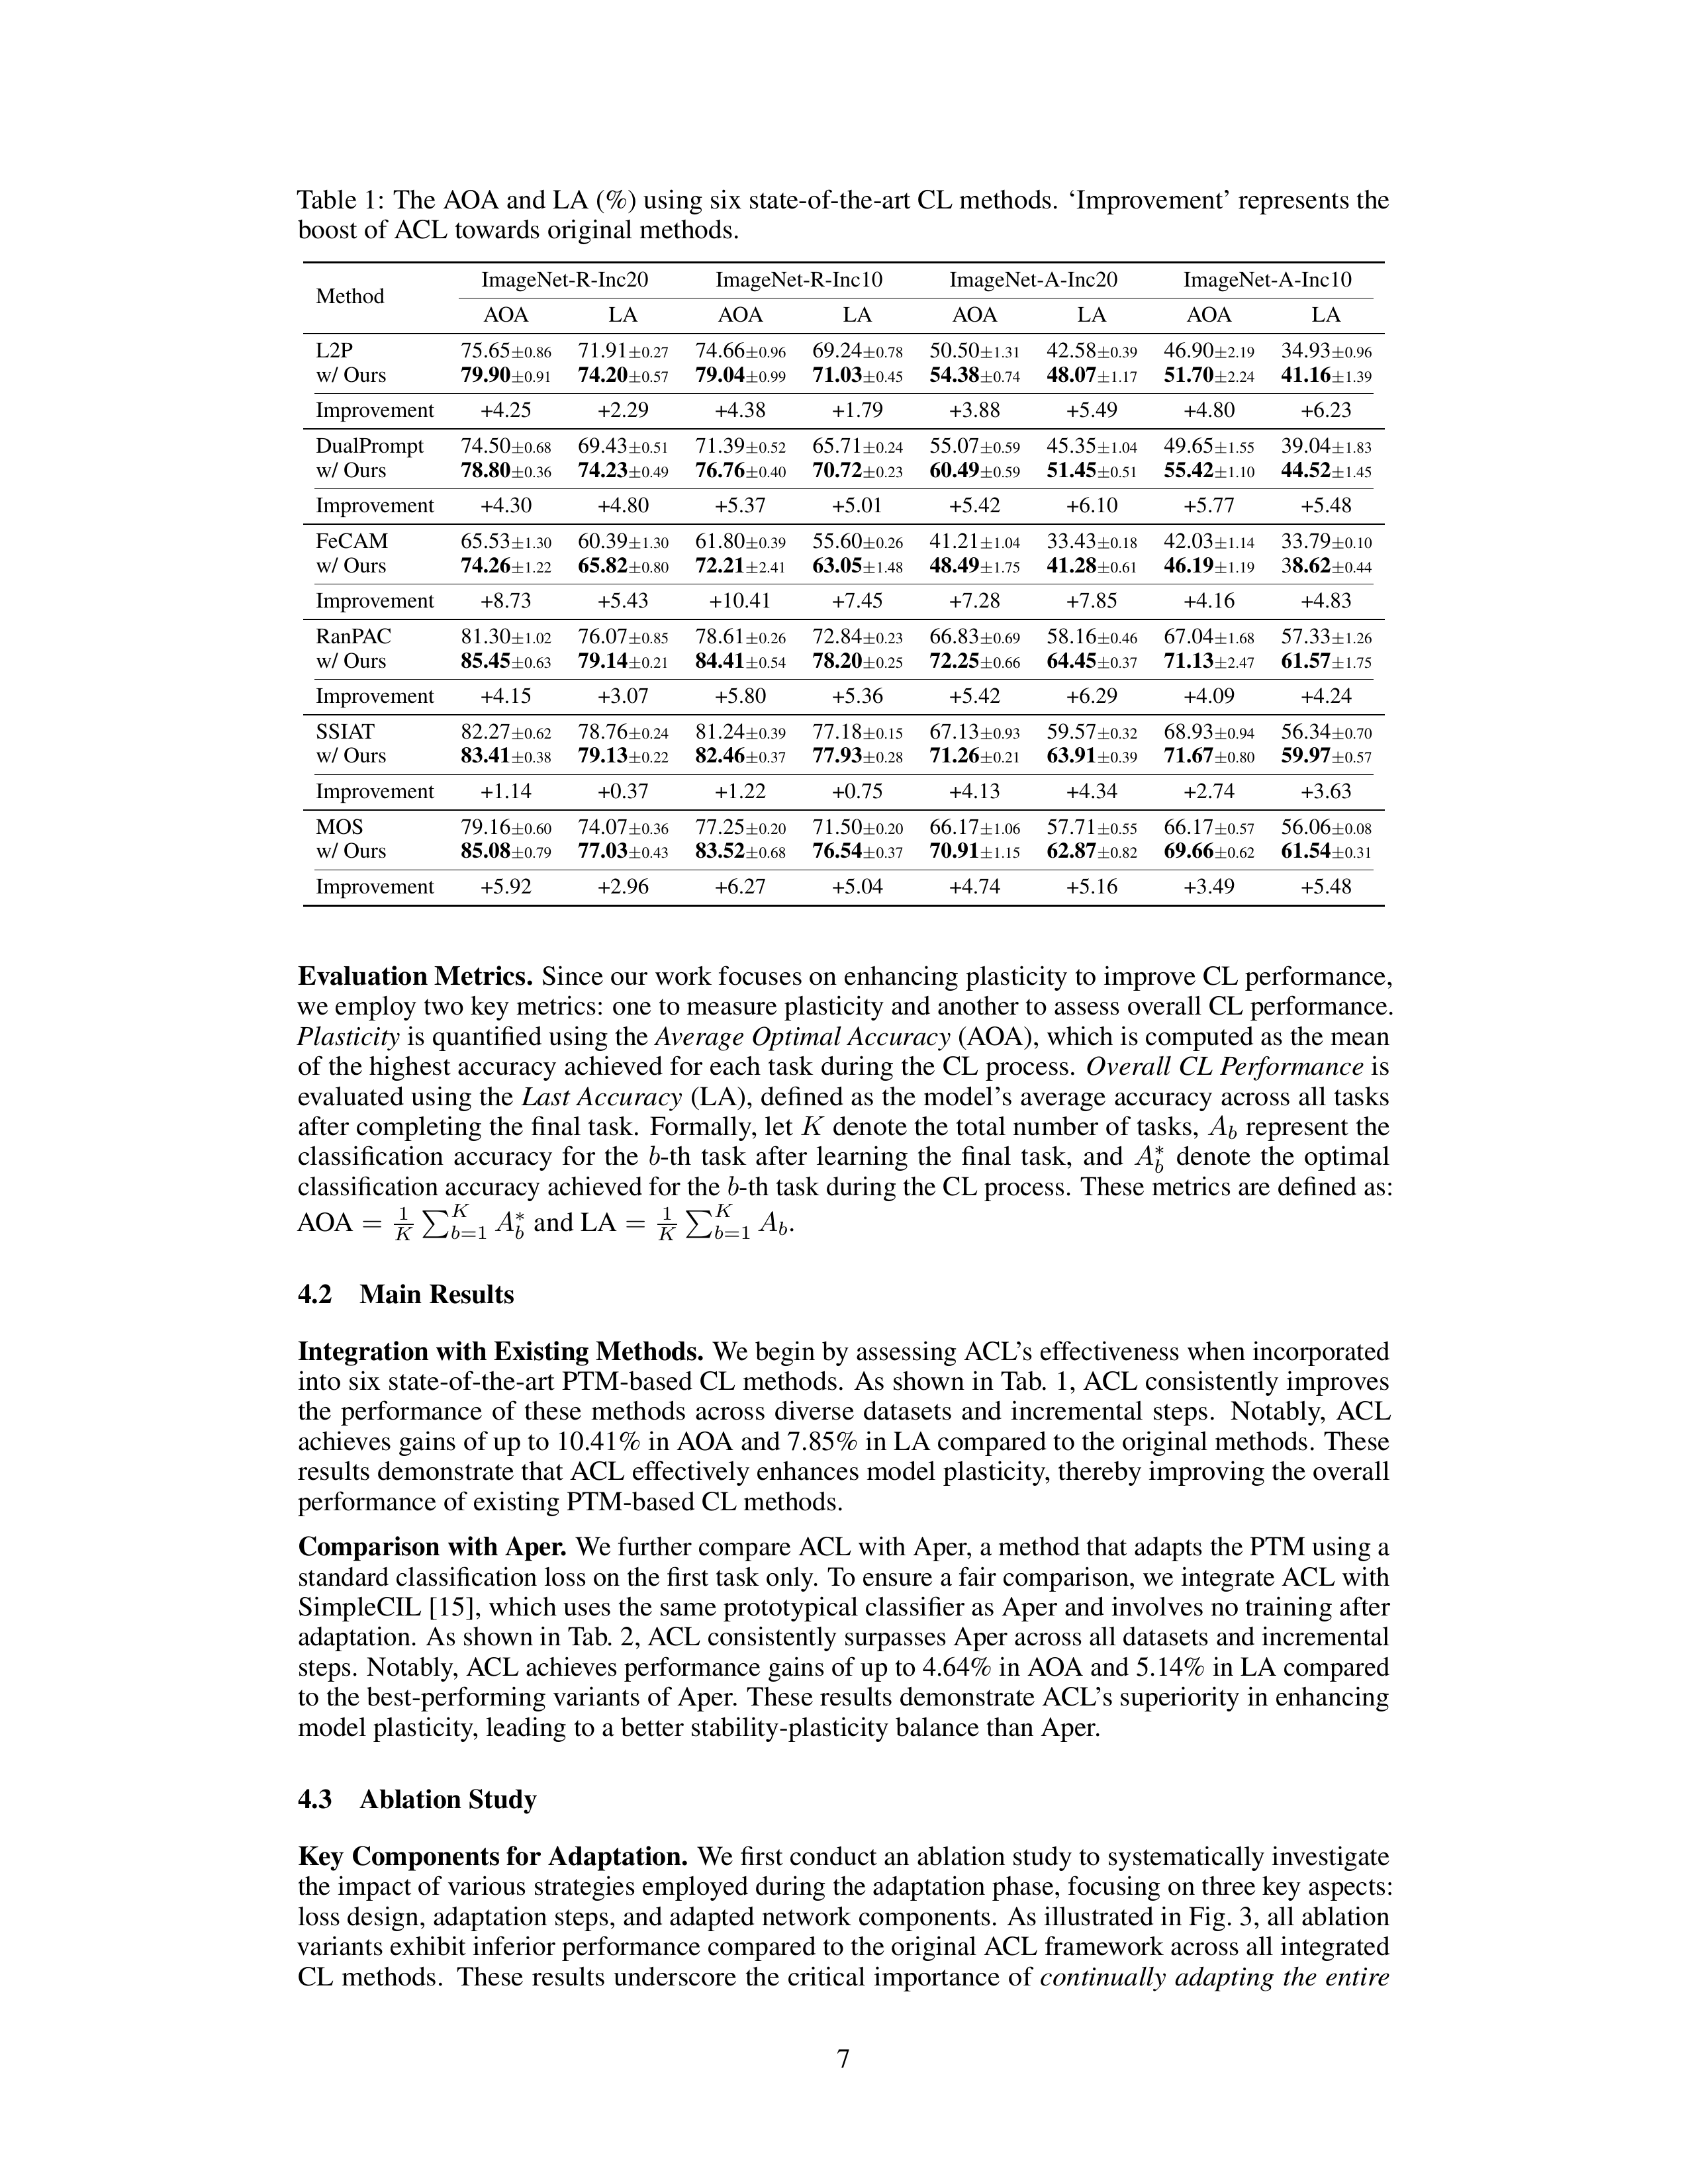 Table 1: The AOA and LA (%) using six state-of-the-art CL methods. ‘Improvement’ represents the
boost of ACL towards original methods.
Method ImageNet-R-Inc20 ImageNet-R-Inc10 ImageNet-A-Inc20 ImageNet-A-Inc10
AOA LA AOA LA AOA LA AOA LA
L2P 75.65±0.86 71.91±0.27 74.66±0.96 69.24±0.78 50.50±1.31 42.58±0.39 46.90±2.19 34.93±0.96
w/ Ours 79.90±0.91 74.20±0.57 79.04±0.99 71.03±0.45 54.38±0.74 48.07±1.17 51.70±2.24 41.16±1.39
Improvement +4.25 +2.29 +4.38 +1.79 +3.88 +5.49 +4.80 +6.23
DualPrompt 74.50±0.68 69.43±0.51 71.39±0.52 65.71±0.24 55.07±0.59 45.35±1.04 49.65±1.55 39.04±1.83
w/ Ours 78.80±0.36 74.23±0.49 76.76±0.40 70.72±0.23 60.49±0.59 51.45±0.51 55.42±1.10 44.52±1.45
Improvement +4.30 +4.80 +5.37 +5.01 +5.42 +6.10 +5.77 +5.48
FeCAM 65.53±1.30 60.39±1.30 61.80±0.39 55.60±0.26 41.21±1.04 33.43±0.18 42.03±1.14 33.79±0.10
w/ Ours 74.26±1.22 65.82±0.80 72.21±2.41 63.05±1.48 48.49±1.75 41.28±0.61 46.19±1.19 38.62±0.44
Improvement +8.73 +5.43 +10.41 +7.45 +7.28 +7.85 +4.16 +4.83
RanPAC 81.30±1.02 76.07±0.85 78.61±0.26 72.84±0.23 66.83±0.69 58.16±0.46 67.04±1.68 57.33±1.26
w/ Ours 85.45±0.63 79.14±0.21 84.41±0.54 78.20±0.25 72.25±0.66 64.45±0.37 71.13±2.47 61.57±1.75
Improvement +4.15 +3.07 +5.80 +5.36 +5.42 +6.29 +4.09 +4.24
SSIAT 82.27±0.62 78.76±0.24 81.24±0.39 77.18±0.15 67.13±0.93 59.57±0.32 68.93±0.94 56.34±0.70
w/ Ours 83.41±0.38 79.13±0.22 82.46±0.37 77.93±0.28 71.26±0.21 63.91±0.39 71.67±0.80 59.97±0.57
Improvement +1.14 +0.37 +1.22 +0.75 +4.13 +4.34 +2.74 +3.63
MOS 79.16±0.60 74.07±0.36 77.25±0.20 71.50±0.20 66.17±1.06 57.71±0.55 66.17±0.57 56.06±0.08
w/ Ours 85.08±0.79 77.03±0.43 83.52±0.68 76.54±0.37 70.91±1.15 62.87±0.82 69.66±0.62 61.54±0.31
Improvement +5.92 +2.96 +6.27 +5.04 +4.74 +5.16 +3.49 +5.48
Evaluation Metrics. Since our work focuses on enhancing plasticity to improve CL performance,
we employ two key metrics: one to measure plasticity and another to assess overall CL performance.
Plasticity is quantified using the Average Optimal Accuracy (AOA), which is computed as the mean
of the highest accuracy achieved for each task during the CL process. Overall CL Performance is
evaluated using the Last Accuracy (LA), defined as the model’s average accuracy across all tasks
after completing the final task. Formally, let K denote the total number of tasks, A_b represent the
classification accuracy for the b-th task after learning the final task, and A_b^* denote the optimal
classification accuracy achieved for the b-th task during the CL process. These metrics are defined as:
AOA = \frac{1}{K} \sum_{b=1}^{K} A_b^* and LA = \frac{1}{K} \sum_{b=1}^{K} A_b.
4.2 Main Results
Integration with Existing Methods. We begin by assessing ACL’s effectiveness when incorporated
into six state-of-the-art PTM-based CL methods. As shown in Tab. 1, ACL consistently improves
the performance of these methods across diverse datasets and incremental steps. Notably, ACL
achieves gains of up to 10.41% in AOA and 7.85% in LA compared to the original methods. These
results demonstrate that ACL effectively enhances model plasticity, thereby improving the overall
performance of existing PTM-based CL methods.
Comparison with Aper. We further compare ACL with Aper, a method that adapts the PTM using a
standard classification loss on the first task only. To ensure a fair comparison, we integrate ACL with
SimpleCIL [15], which uses the same prototypical classifier as Aper and involves no training after
adaptation. As shown in Tab. 2, ACL consistently surpasses Aper across all datasets and incremental
steps. Notably, ACL achieves performance gains of up to 4.64% in AOA and 5.14% in LA compared
to the best-performing variants of Aper. These results demonstrate ACL’s superiority in enhancing
model plasticity, leading to a better stability-plasticity balance than Aper.
4.3 Ablation Study
Key Components for Adaptation. We first conduct an ablation study to systematically investigate
the impact of various strategies employed during the adaptation phase, focusing on three key aspects:
loss design, adaptation steps, and adapted network components. As illustrated in Fig. 3, all ablation
variants exhibit inferior performance compared to the original ACL framework across all integrated
CL methods. These results underscore the critical importance of continually adapting the entire
7